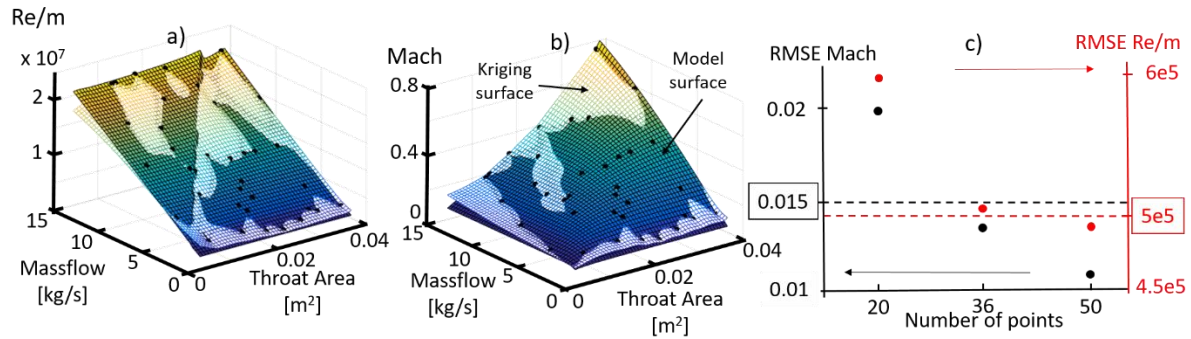 Re/m
x 10⁷
a)
2
1
15
10
5
0
0
0.02
0.04
Massflow
[kg/s]
Throat Area
[m²]
b)
Mach
0.8
0.4
0
15
10
5
0
0
0.02
0.04
Kriging
surface
Model
surface
Massflow
[kg/s]
Throat Area
[m²]
c)
RMSE Mach
RMSE Re/m
0.02
0.015
0.01
6e5
5e5
4.5e5
20
36
50
Number of points